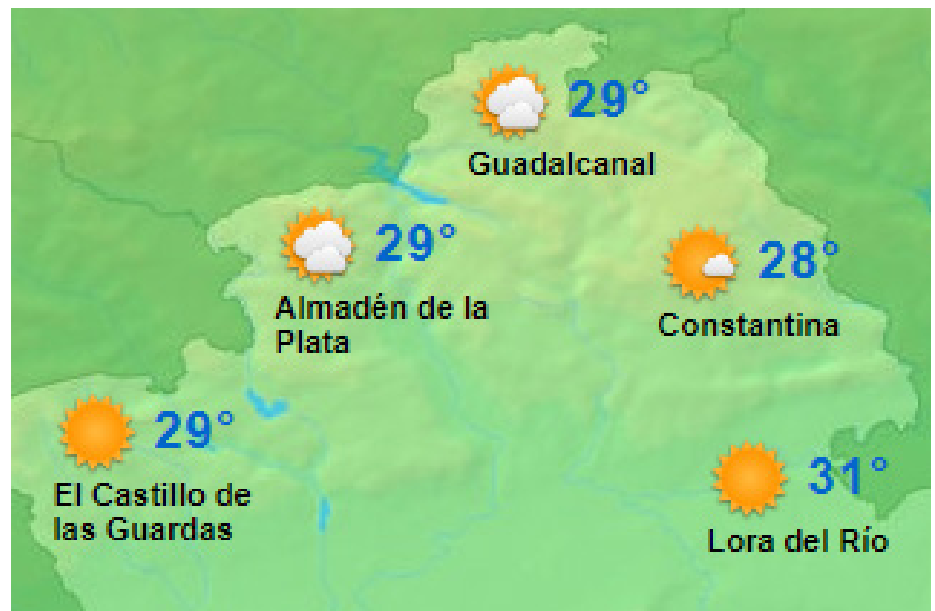 29°
Guadalcanal
29°
Almadén de la
Plata
28°
Constantina
29°
El Castillo de
las Guardas
31°
Lora del Río